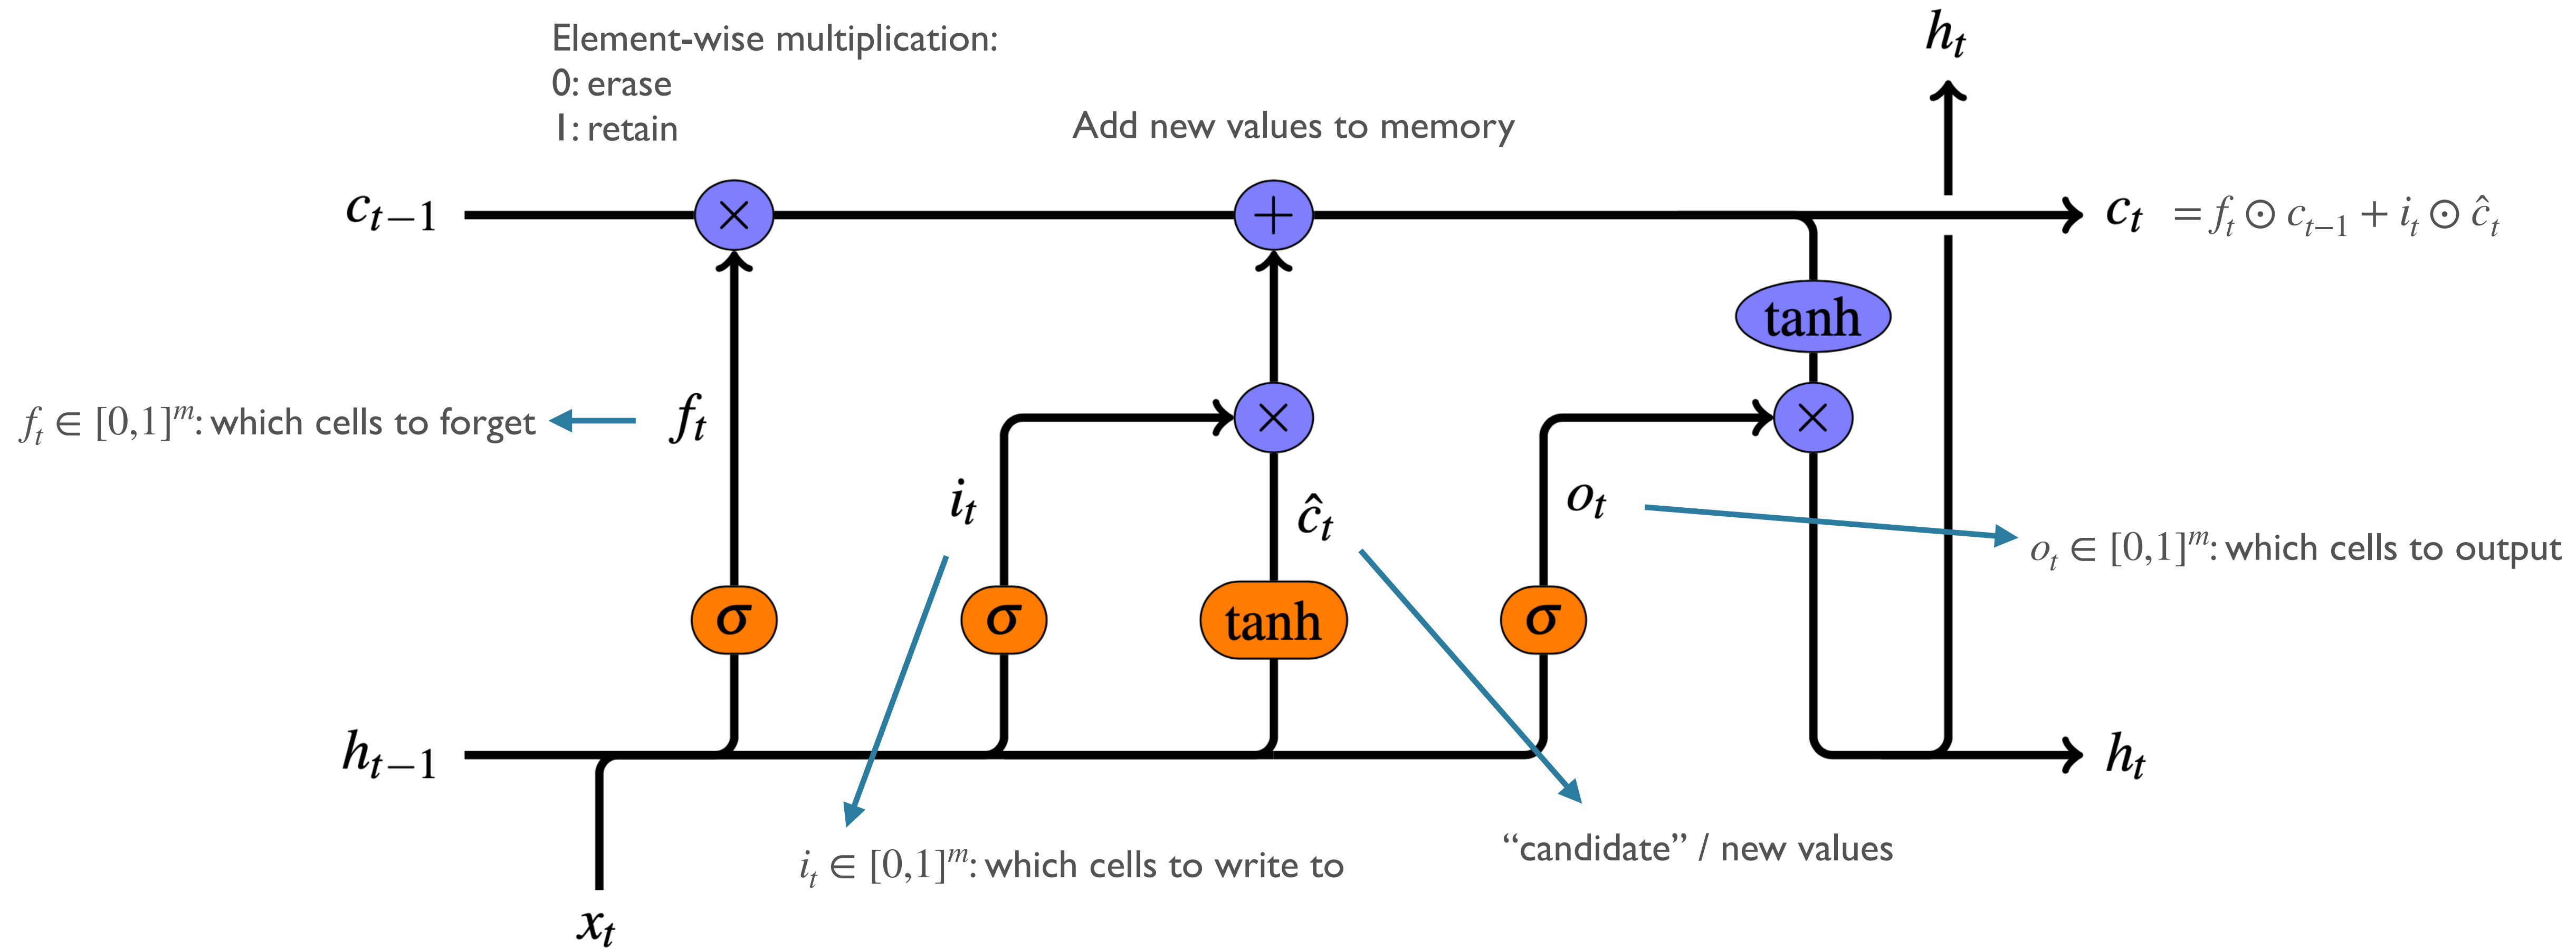 Element-wise multiplication:
0: erase
1: retain
h_t
Add new values to memory
c_{t−1}
×
+
c_t = f_t ⊙ c_{t−1} + i_t ⊙ ĉ_t
tanh
f_t ∈ [0,1]^m: which cells to forget
f_t
×
×
i_t
ĉ_t
o_t
o_t ∈ [0,1]^m: which cells to output
σ
σ
tanh
σ
h_{t−1}
h_t
i_t ∈ [0,1]^m: which cells to write to
“candidate” / new values
x_t